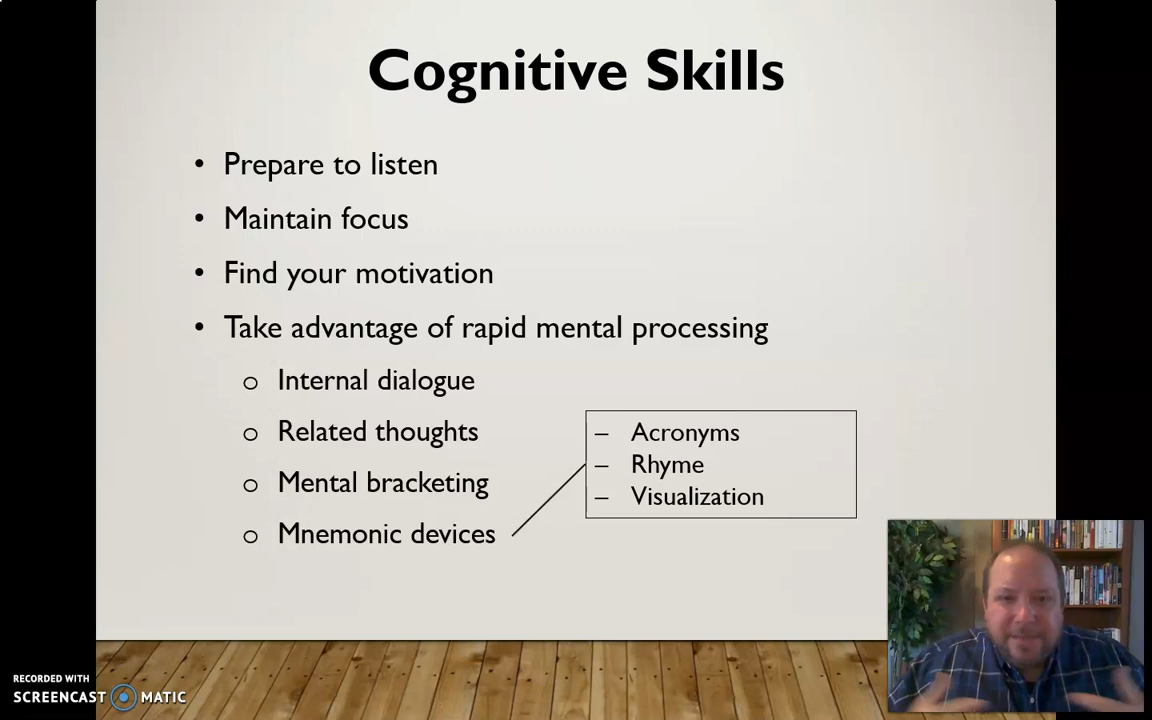 Cognitive Skills
• Prepare to listen
• Maintain focus
• Find your motivation
• Take advantage of rapid mental processing
o Internal dialogue
o Related thoughts
o Mental bracketing
o Mnemonic devices
– Acronyms
– Rhyme
– Visualization
RECORDED WITH
SCREENCAST MATIC